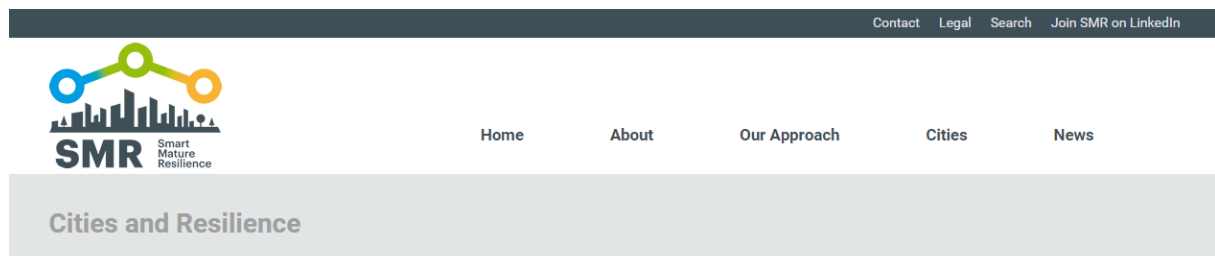 Contact Legal Search Join SMR on LinkedIn
SMR Smart Mature Resilience
Home About Our Approach Cities News
Cities and Resilience